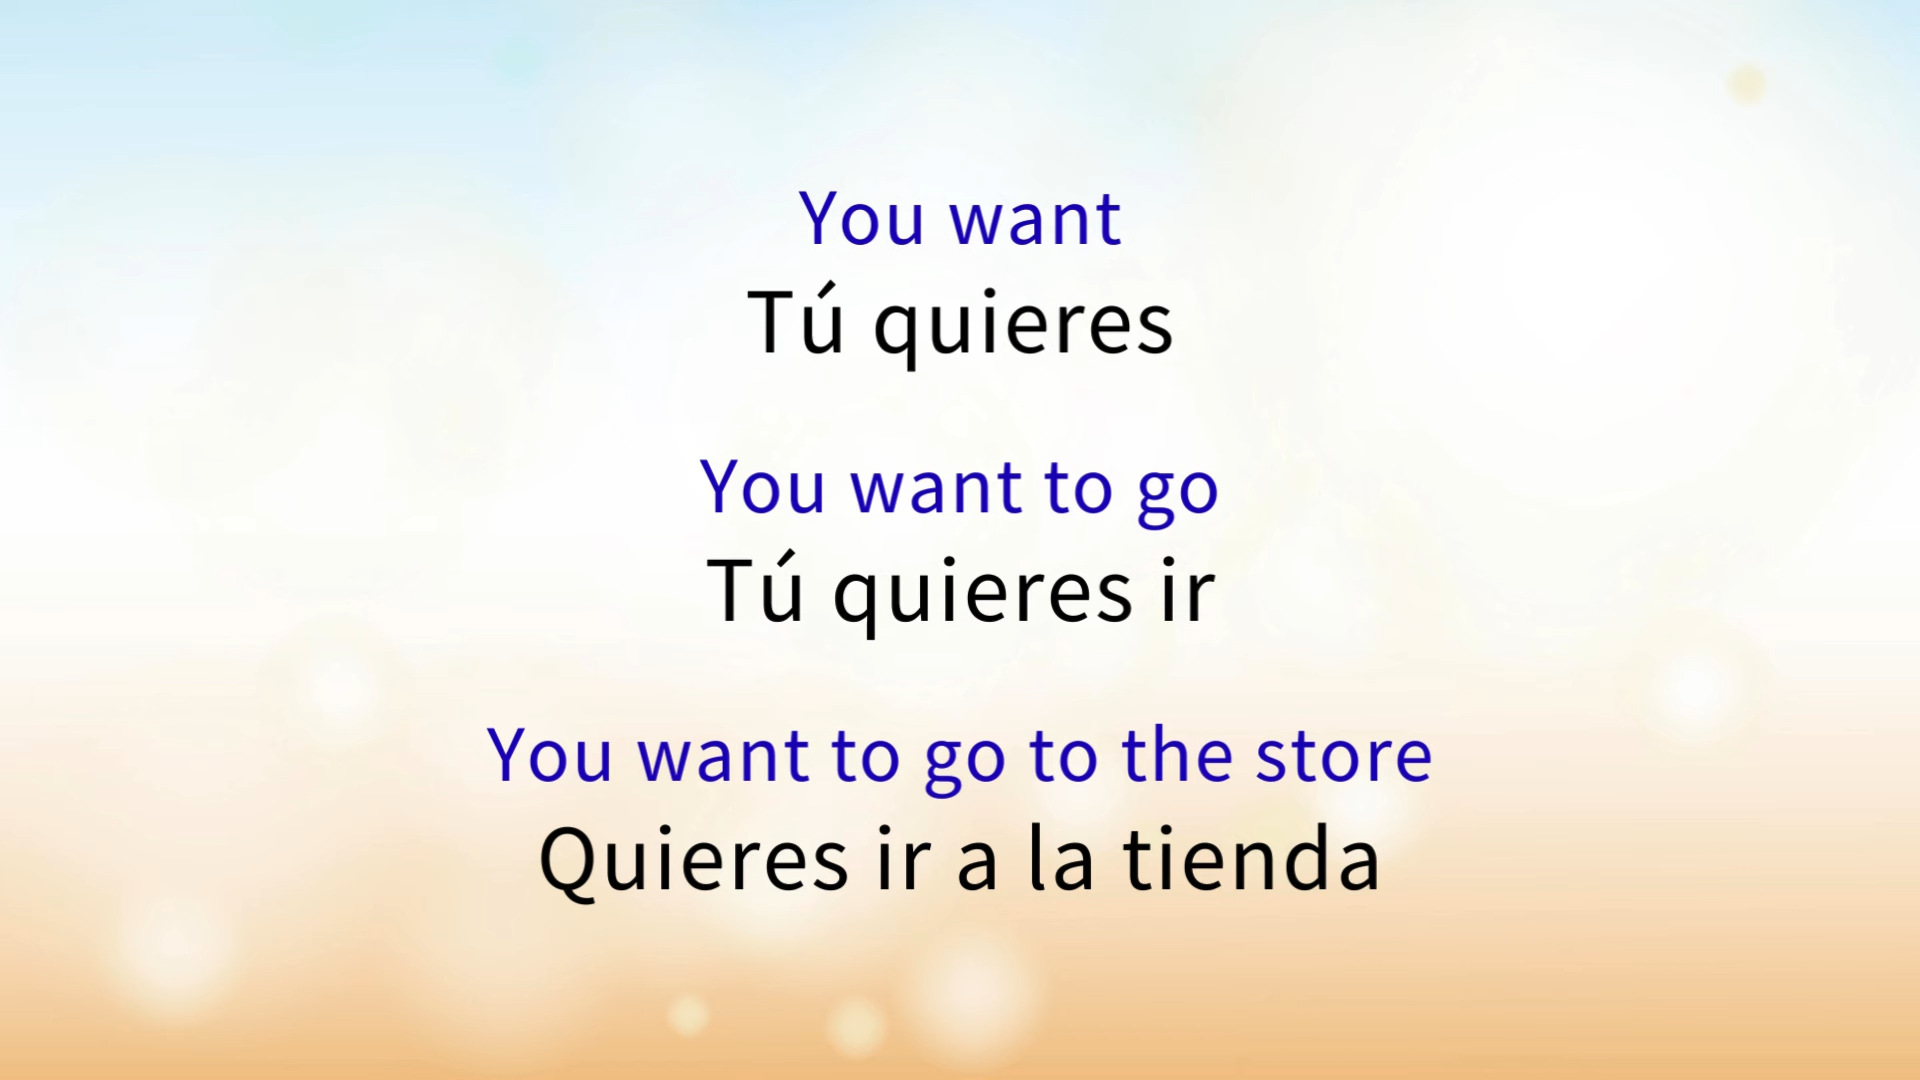 You want
Tú quieres
You want to go
Tú quieres ir
You want to go to the store
Quieres ir a la tienda